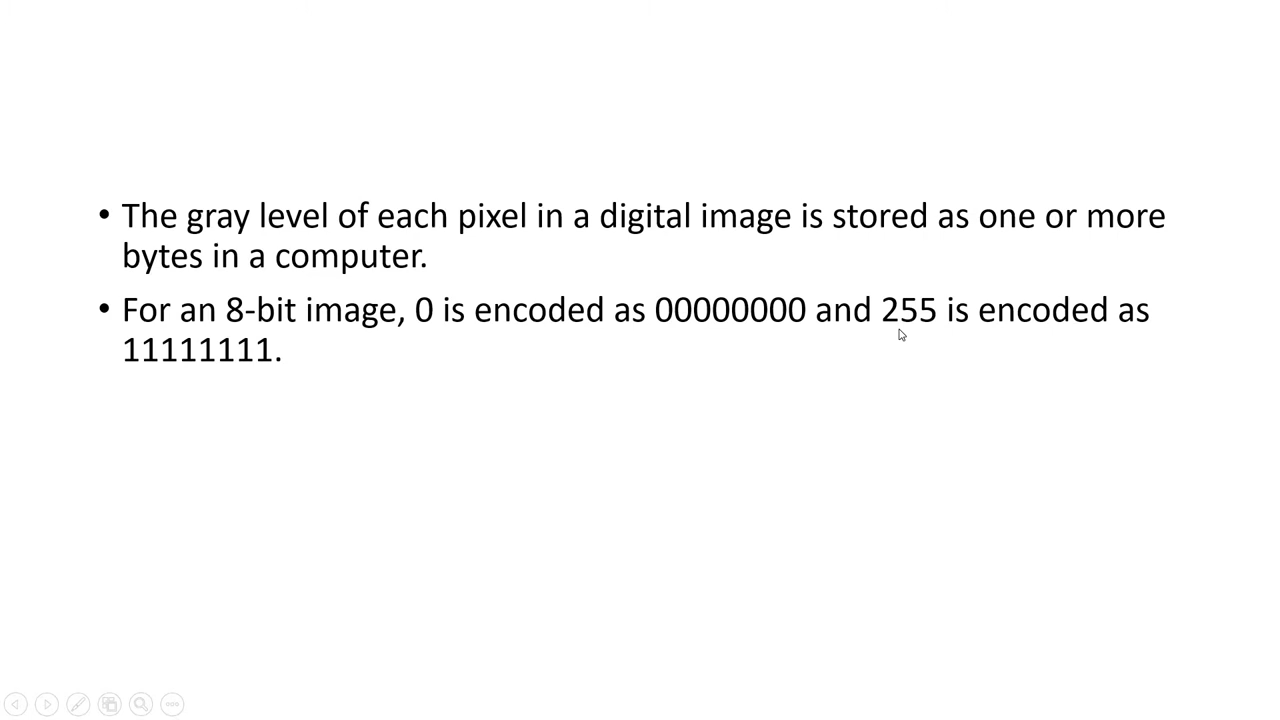 • The gray level of each pixel in a digital image is stored as one or more
bytes in a computer.
• For an 8-bit image, 0 is encoded as 00000000 and 255 is encoded as
11111111.